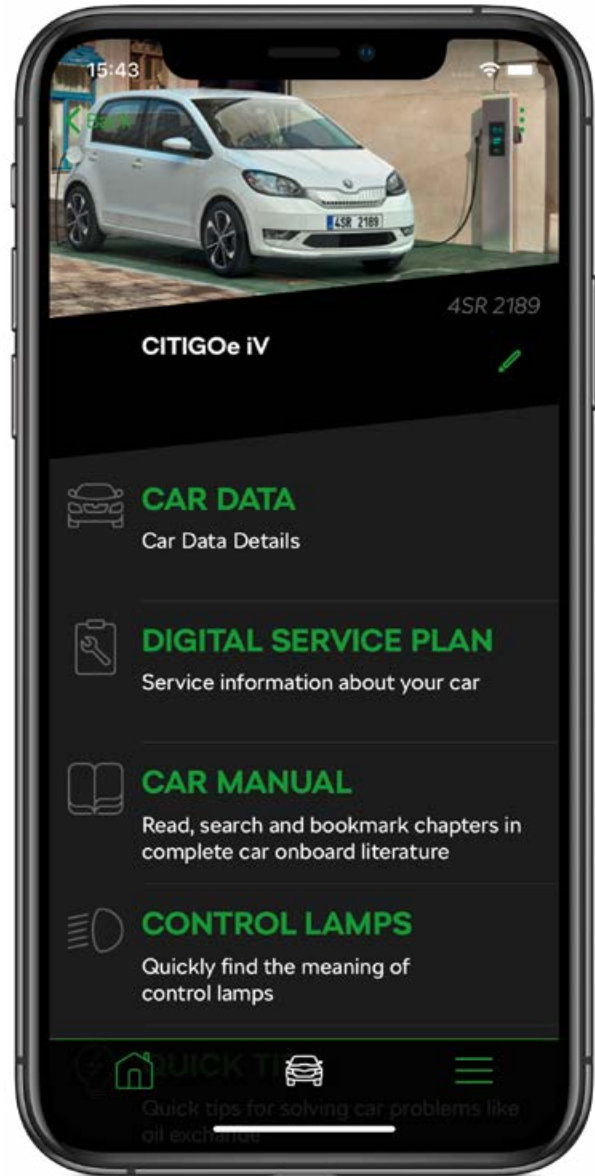 15:43
Back
4SR 2189
4SR 2189
CITIGOe iV
CAR DATA
Car Data Details
DIGITAL SERVICE PLAN
Service information about your car
CAR MANUAL
Read, search and bookmark chapters in
complete car onboard literature
CONTROL LAMPS
Quickly find the meaning of
control lamps
QUICK TI
Quick tips for solving car problems like
oil exchange